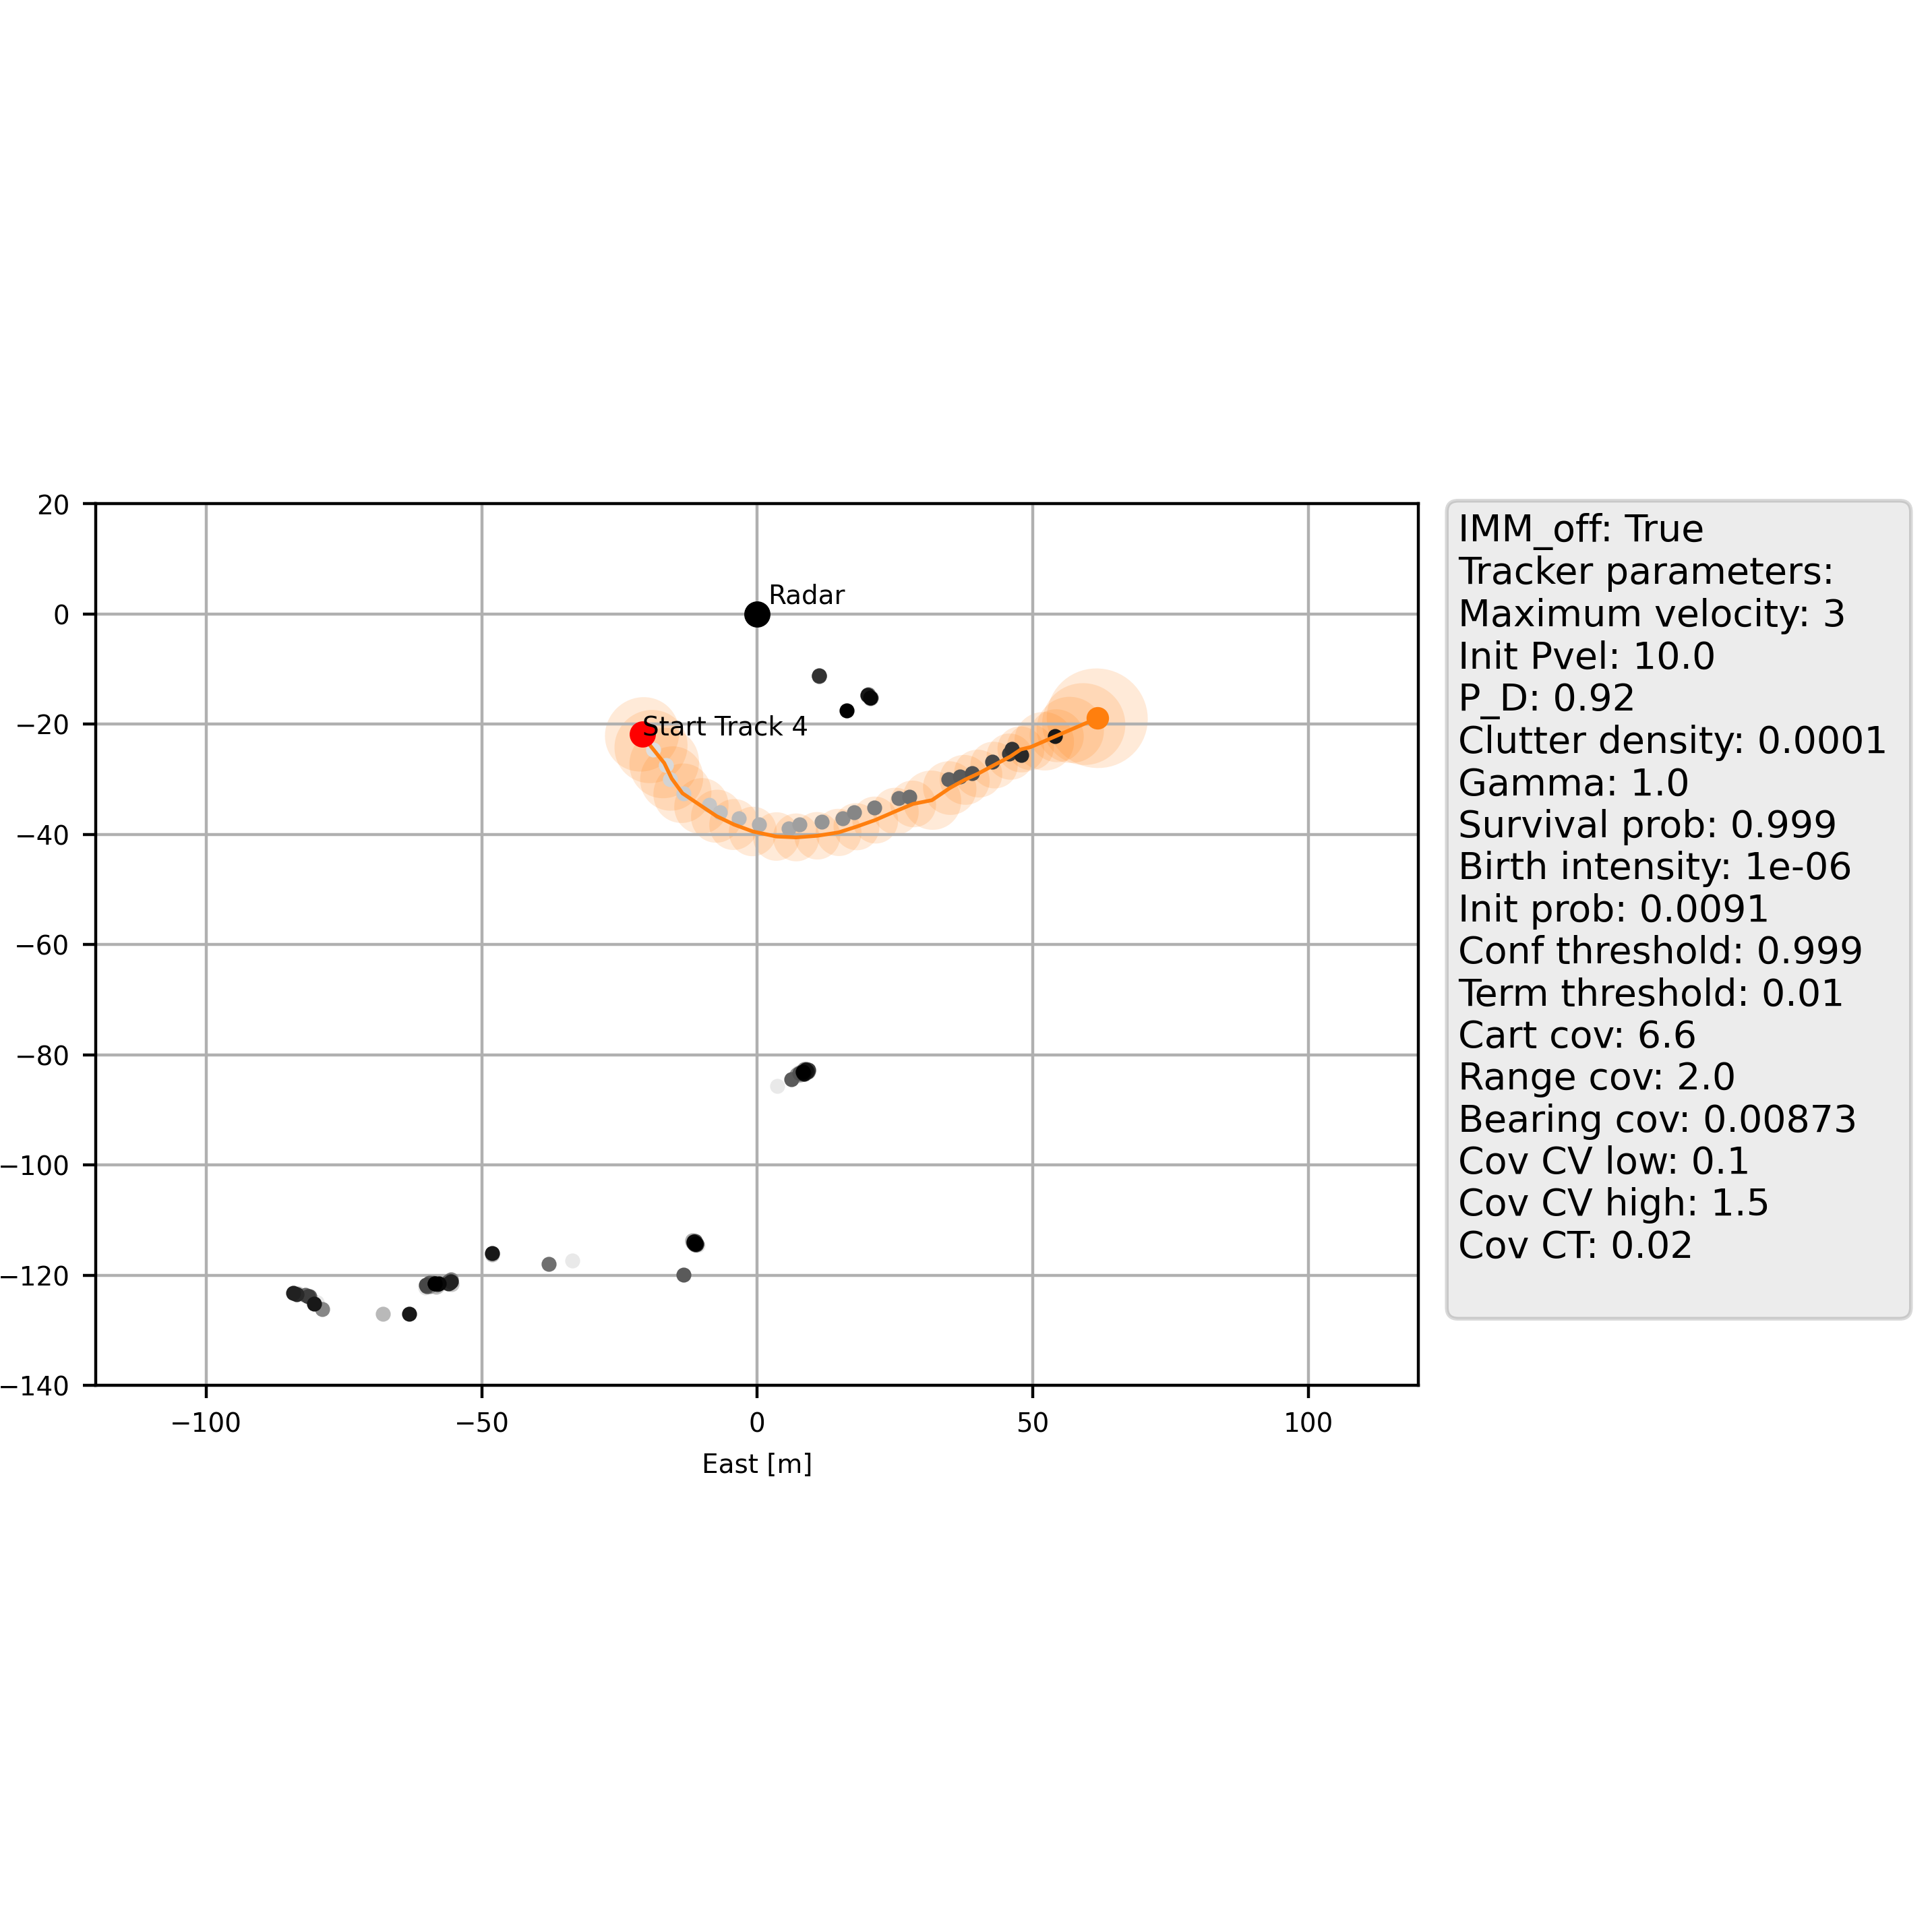 20
0
−20
−40
−60
−80
−100
−120
−140
−100
−50
0
50
100
East [m]
Radar
Start Track 4
IMM_off: True
Tracker parameters:
Maximum velocity: 3
Init Pvel: 10.0
P_D: 0.92
Clutter density: 0.0001
Gamma: 1.0
Survival prob: 0.999
Birth intensity: 1e-06
Init prob: 0.0091
Conf threshold: 0.999
Term threshold: 0.01
Cart cov: 6.6
Range cov: 2.0
Bearing cov: 0.00873
Cov CV low: 0.1
Cov CV high: 1.5
Cov CT: 0.02